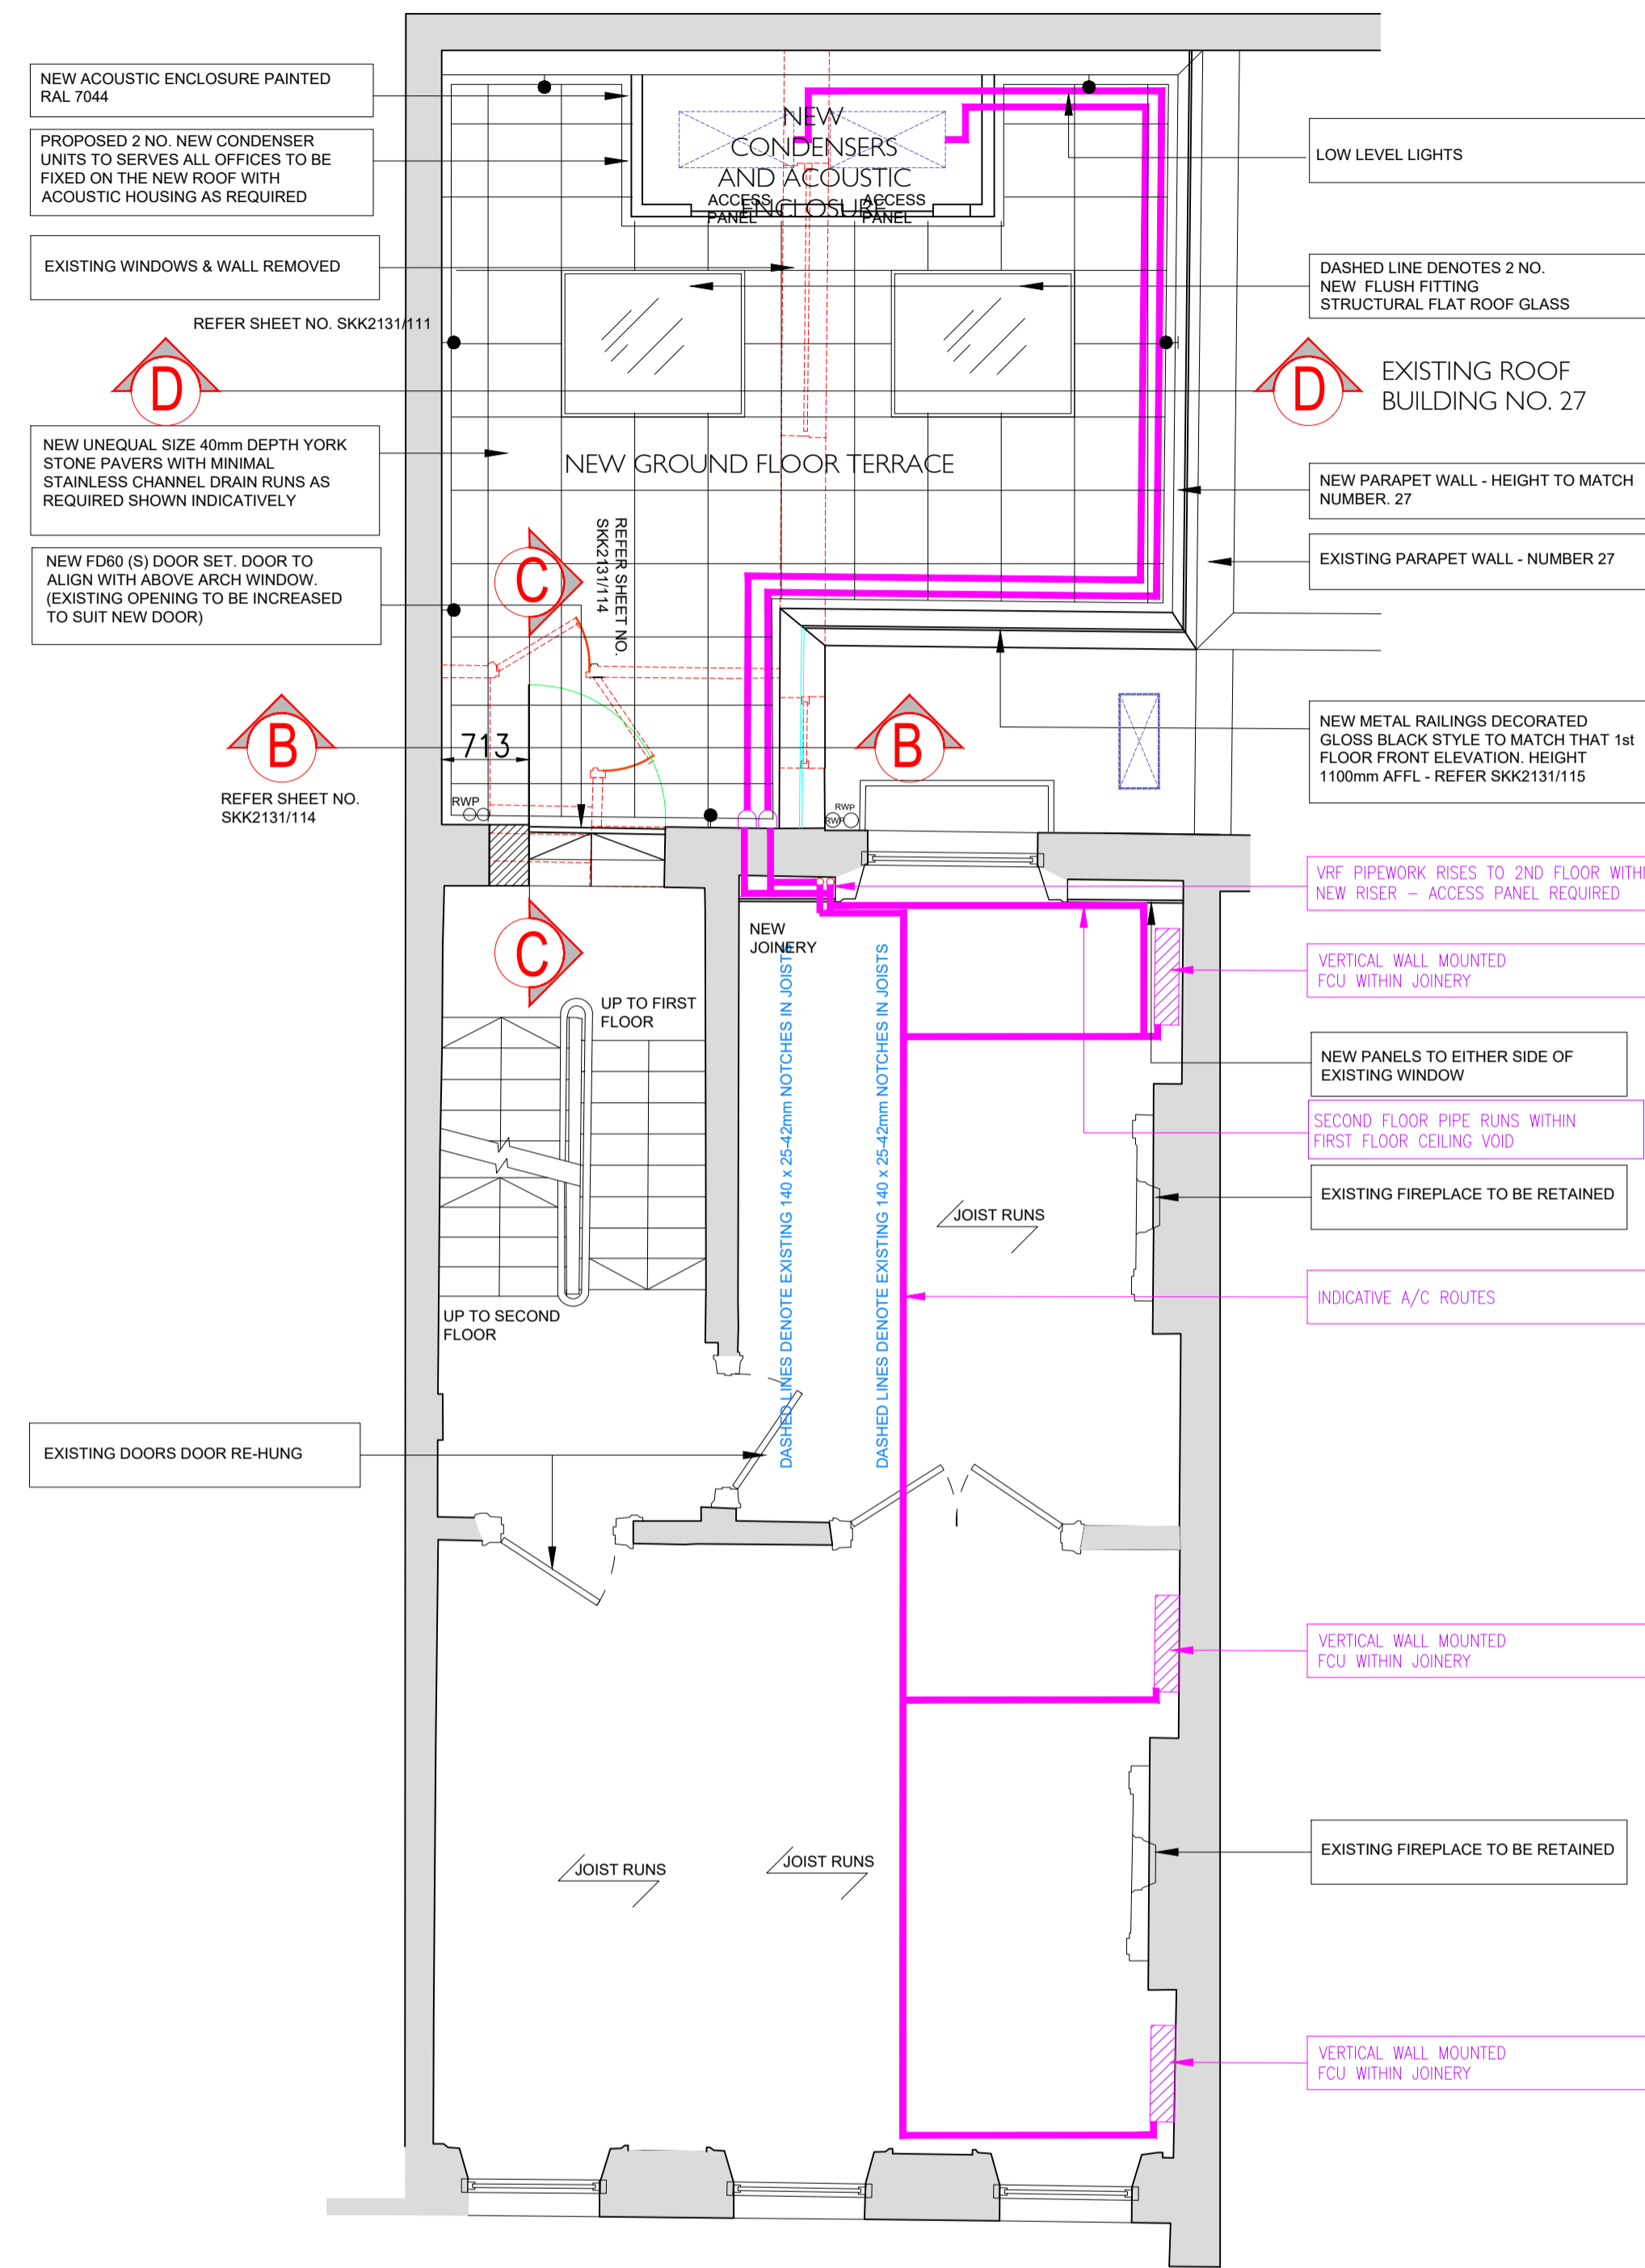 NEW ACOUSTIC ENCLOSURE PAINTED
RAL 7044
PROPOSED 2 NO. NEW CONDENSER
UNITS TO SERVES ALL OFFICES TO BE
FIXED ON THE NEW ROOF WITH
ACOUSTIC HOUSING AS REQUIRED
EXISTING WINDOWS & WALL REMOVED
REFER SHEET NO. SKK2131/111
D
NEW UNEQUAL SIZE 40mm DEPTH YORK
STONE PAVERS WITH MINIMAL
STAINLESS CHANNEL DRAIN RUNS AS
REQUIRED SHOWN INDICATIVELY
NEW FD60 (S) DOOR SET. DOOR TO
ALIGN WITH ABOVE ARCH WINDOW.
(EXISTING OPENING TO BE INCREASED
TO SUIT NEW DOOR)
B
REFER SHEET NO.
SKK2131/114
EXISTING DOORS DOOR RE-HUNG
NEW
CONDENSERS
AND ACOUSTIC
ENCLOSURE
ACCESS
PANEL
ACCESS
PANEL
NEW GROUND FLOOR TERRACE
C
REFER SHEET NO.
SKK2131/114
713
B
RWP
RWP
RWP
C
NEW
JOINERY
UP TO FIRST
FLOOR
UP TO SECOND
FLOOR
DASHED LINES DENOTE EXISTING 140 x 25-42mm NOTCHES IN JOISTS
DASHED LINES DENOTE EXISTING 140 x 25-42mm NOTCHES IN JOISTS
JOIST RUNS
JOIST RUNS
JOIST RUNS
LOW LEVEL LIGHTS
DASHED LINE DENOTES 2 NO.
NEW FLUSH FITTING
STRUCTURAL FLAT ROOF GLASS
D
EXISTING ROOF
BUILDING NO. 27
NEW PARAPET WALL - HEIGHT TO MATCH
NUMBER. 27
EXISTING PARAPET WALL - NUMBER 27
NEW METAL RAILINGS DECORATED
GLOSS BLACK STYLE TO MATCH THAT 1st
FLOOR FRONT ELEVATION. HEIGHT
1100mm AFFL - REFER SKK2131/115
VRF PIPEWORK RISES TO 2ND FLOOR WITHI
NEW RISER - ACCESS PANEL REQUIRED
VERTICAL WALL MOUNTED
FCU WITHIN JOINERY
NEW PANELS TO EITHER SIDE OF
EXISTING WINDOW
SECOND FLOOR PIPE RUNS WITHIN
FIRST FLOOR CEILING VOID
EXISTING FIREPLACE TO BE RETAINED
INDICATIVE A/C ROUTES
VERTICAL WALL MOUNTED
FCU WITHIN JOINERY
EXISTING FIREPLACE TO BE RETAINED
VERTICAL WALL MOUNTED
FCU WITHIN JOINERY